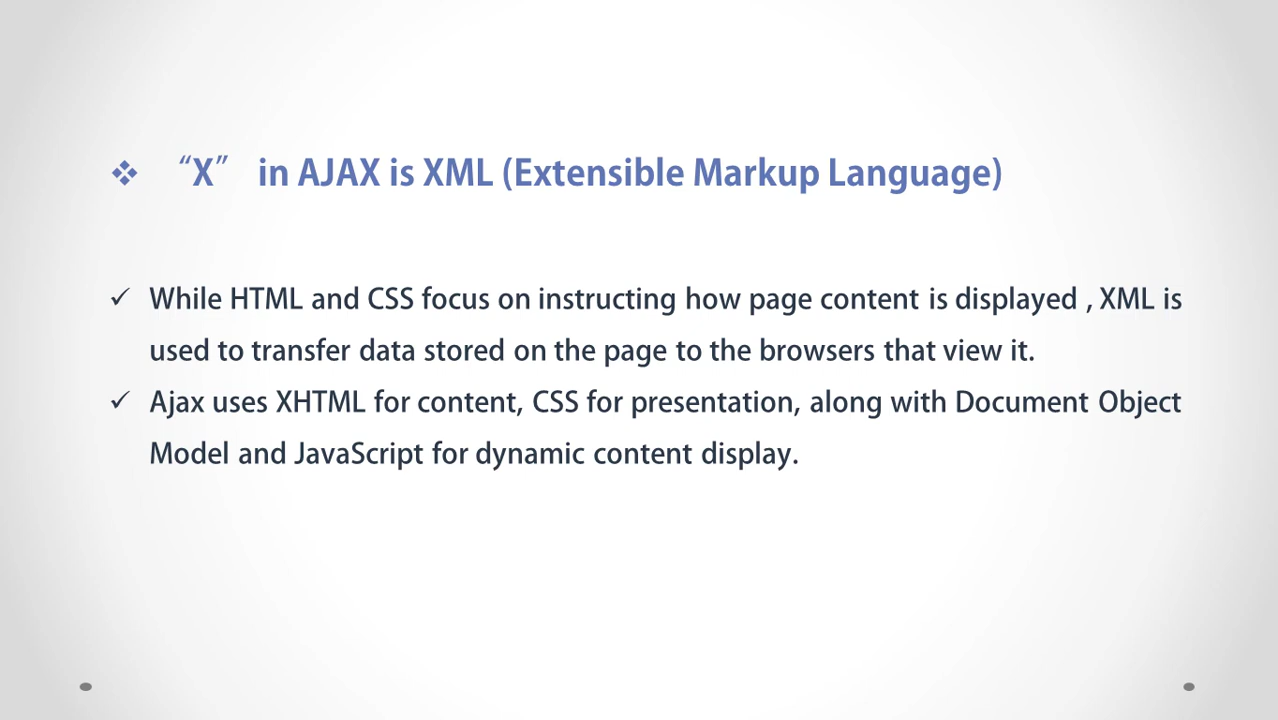 ❖ “X” in AJAX is XML (Extensible Markup Language)
✓ While HTML and CSS focus on instructing how page content is displayed , XML is
used to transfer data stored on the page to the browsers that view it.
✓ Ajax uses XHTML for content, CSS for presentation, along with Document Object
Model and JavaScript for dynamic content display.